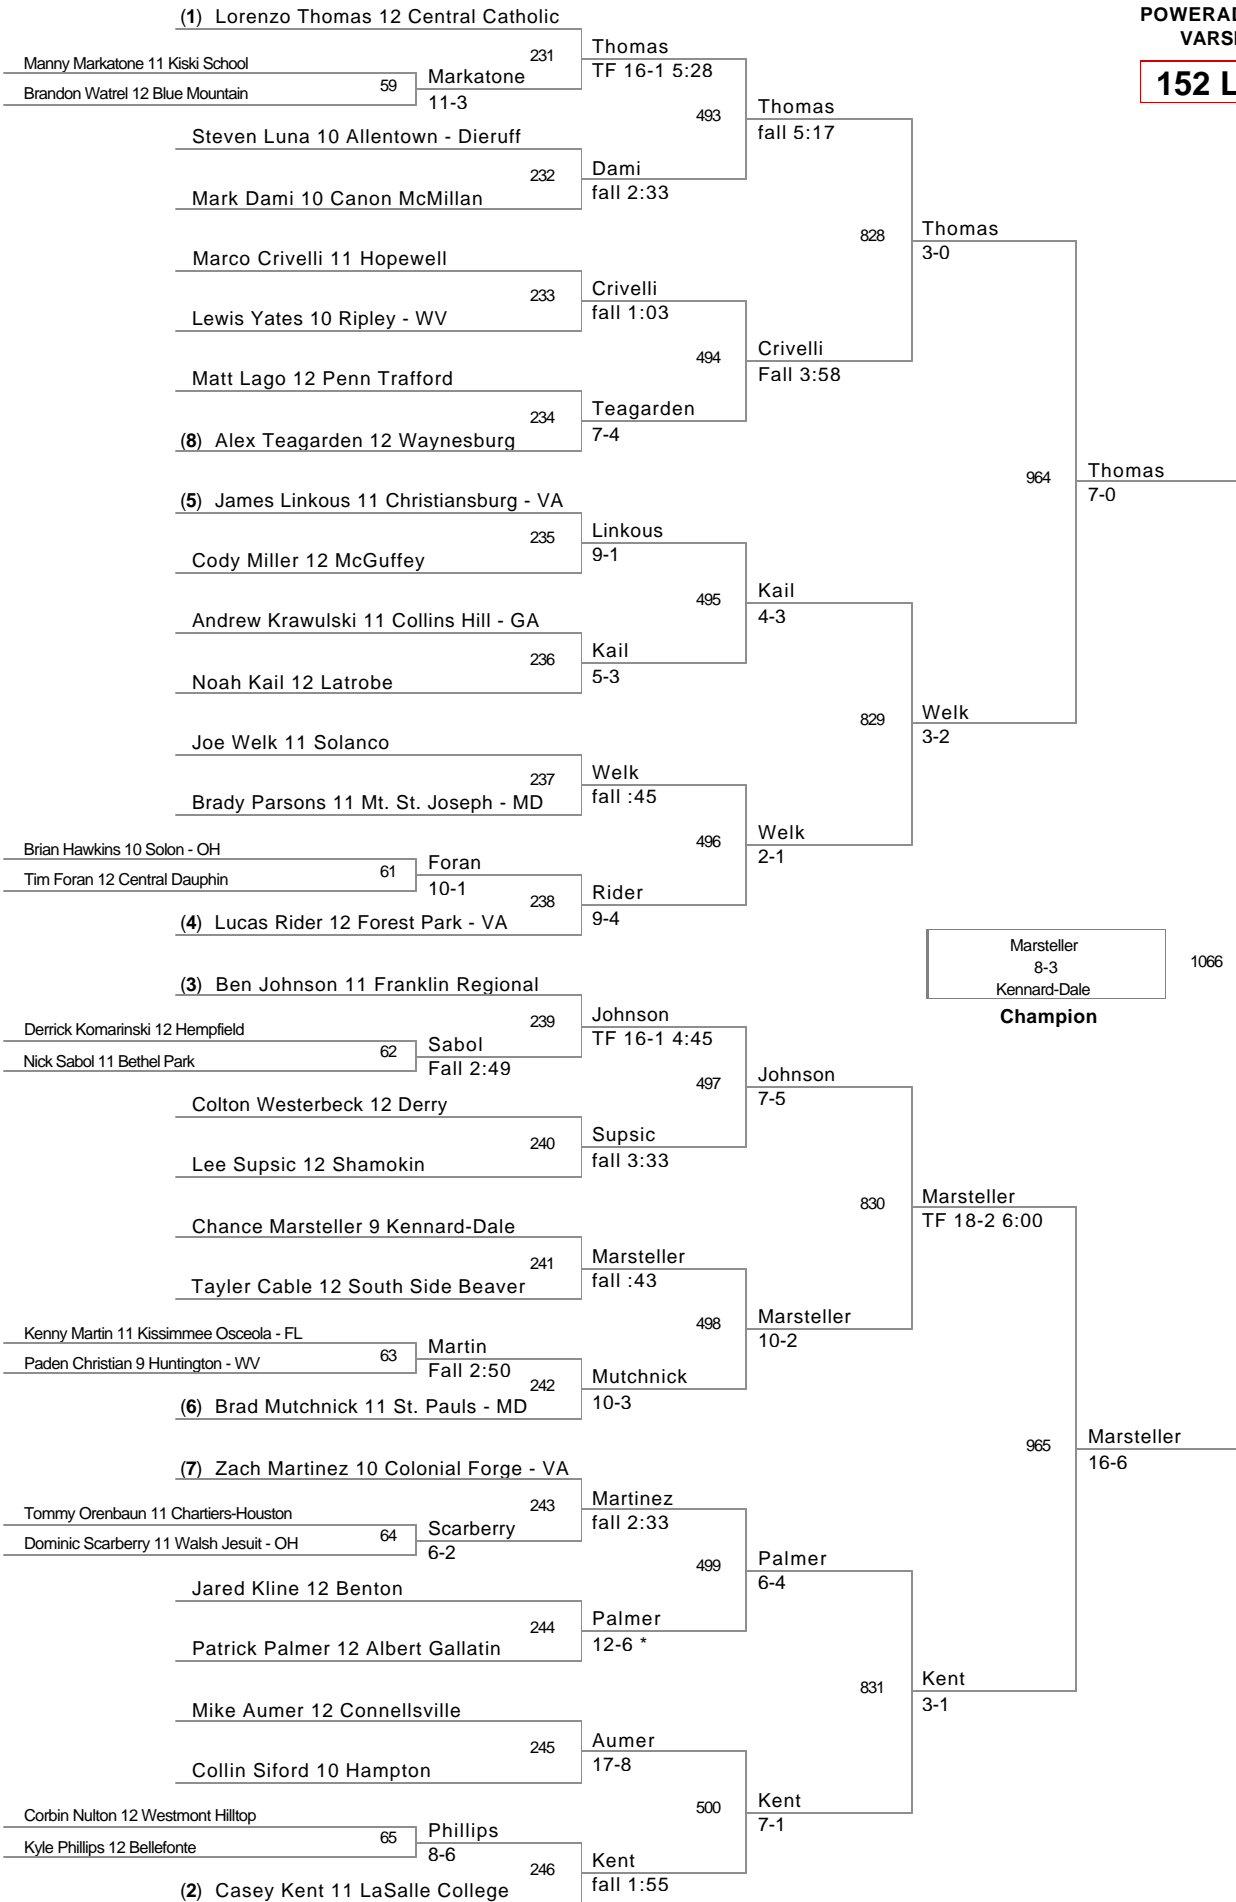 (1) Lorenzo Thomas 12 Central Catholic
POWERAD
VARSI
152 L
231
Thomas
TF 16-1 5:28
Manny Markatone 11 Kiski School
59
Markatone
Brandon Watrel 12 Blue Mountain
11-3
493
Thomas
fall 5:17
Steven Luna 10 Allentown - Dieruff
232
Dami
fall 2:33
Mark Dami 10 Canon McMillan
828
Thomas
3-0
Marco Crivelli 11 Hopewell
233
Crivelli
fall 1:03
Lewis Yates 10 Ripley - WV
494
Crivelli
Fall 3:58
Matt Lago 12 Penn Trafford
234
Teagarden
7-4
(8) Alex Teagarden 12 Waynesburg
964
Thomas
7-0
(5) James Linkous 11 Christiansburg - VA
235
Linkous
9-1
Cody Miller 12 McGuffey
495
Kail
4-3
Andrew Krawulski 11 Collins Hill - GA
236
Kail
5-3
Noah Kail 12 Latrobe
829
Welk
3-2
Joe Welk 11 Solanco
237
Welk
fall :45
Brady Parsons 11 Mt. St. Joseph - MD
496
Welk
2-1
Brian Hawkins 10 Solon - OH
61
Foran
Tim Foran 12 Central Dauphin
10-1
238
Rider
9-4
(4) Lucas Rider 12 Forest Park - VA
Marsteller
8-3
Kennard-Dale
1066
Champion
(3) Ben Johnson 11 Franklin Regional
239
Johnson
TF 16-1 4:45
Derrick Komarinski 12 Hempfield
62
Sabol
Nick Sabol 11 Bethel Park
Fall 2:49
497
Johnson
7-5
Colton Westerbeck 12 Derry
240
Supsic
fall 3:33
Lee Supsic 12 Shamokin
830
Marsteller
TF 18-2 6:00
Chance Marsteller 9 Kennard-Dale
241
Marsteller
fall :43
Tayler Cable 12 South Side Beaver
498
Marsteller
10-2
Kenny Martin 11 Kissimmee Osceola - FL
63
Martin
Paden Christian 9 Huntington - WV
Fall 2:50
242
Mutchnick
10-3
(6) Brad Mutchnick 11 St. Pauls - MD
965
Marsteller
16-6
(7) Zach Martinez 10 Colonial Forge - VA
243
Martinez
fall 2:33
Tommy Orenbaun 11 Chartiers-Houston
64
Scarberry
Dominic Scarberry 11 Walsh Jesuit - OH
6-2
499
Palmer
6-4
Jared Kline 12 Benton
244
Palmer
12-6 *
Patrick Palmer 12 Albert Gallatin
831
Kent
3-1
Mike Aumer 12 Connellsville
245
Aumer
17-8
Collin Siford 10 Hampton
500
Kent
7-1
Corbin Nulton 12 Westmont Hilltop
65
Phillips
Kyle Phillips 12 Bellefonte
8-6
246
Kent
fall 1:55
(2) Casey Kent 11 LaSalle College